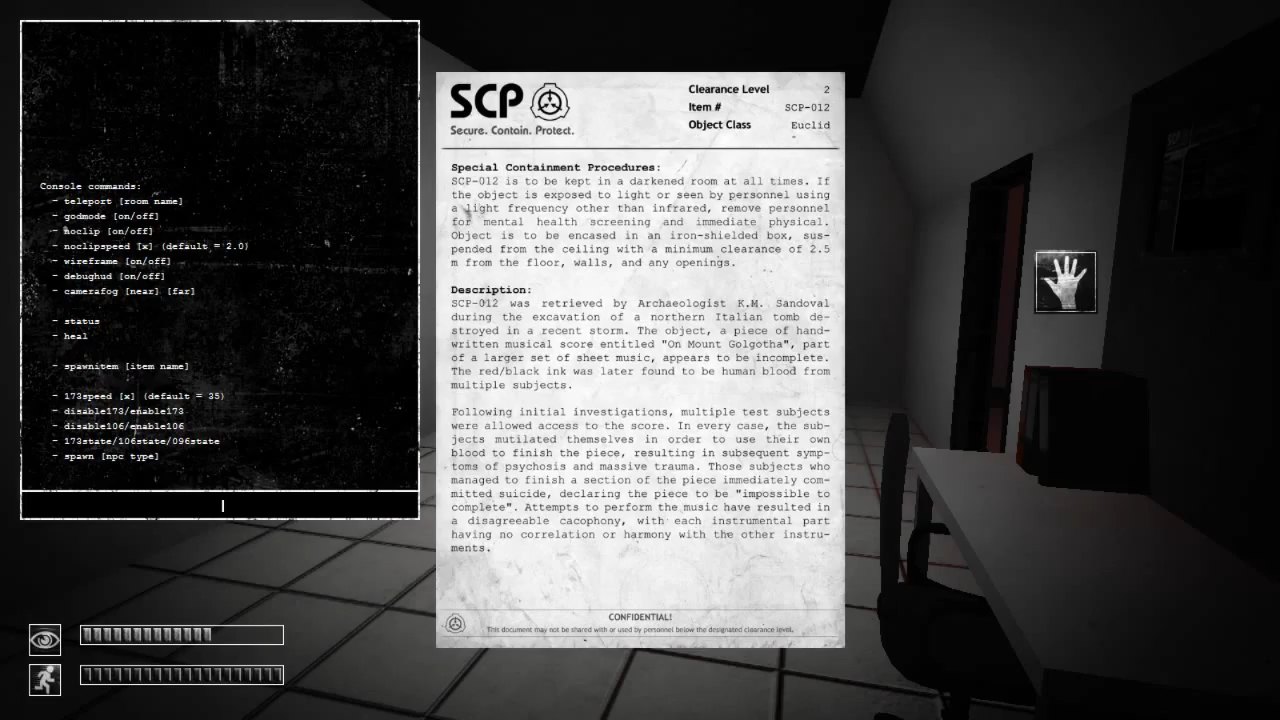 Console commands:
- teleport [room name]
- godmode [on/off]
- noclip [on/off]
- noclipspeed [x] (default = 2.0)
- wireframe [on/off]
- debughud [on/off]
- camerafog [near] [far]
- status
- heal
- spawnitem [item name]
- 173speed [x] (default = 35)
- disable173/enable173
- disable106/enable106
- 173state/106state/096state
- spawn [npc type]
SCP
Secure. Contain. Protect.
Clearance Level 2
Item # SCP-012
Object Class Euclid
Special Containment Procedures:
SCP-012 is to be kept in a darkened room at all times. If
the object is exposed to light or seen by personnel using
a light frequency other than infrared, remove personnel
for mental health screening and immediate physical.
Object is to be encased in an iron-shielded box, sus-
pended from the ceiling with a minimum clearance of 2.5
m from the floor, walls, and any openings.
Description:
SCP-012 was retrieved by Archaeologist K.M. Sandoval
during the excavation of a northern Italian tomb de-
stroyed in a recent storm. The object, a piece of hand-
written musical score entitled "On Mount Golgotha", part
of a larger set of sheet music, appears to be incomplete.
The red/black ink was later found to be human blood from
multiple subjects.
Following initial investigations, multiple test subjects
were allowed access to the score. In every case, the sub-
jects mutilated themselves in order to use their own
blood to finish the piece, resulting in subsequent symp-
toms of psychosis and massive trauma. Those subjects who
managed to finish a section of the piece immediately com-
mitted suicide, declaring the piece to be "impossible to
complete". Attempts to perform the music have resulted in
a disagreeable cacophony, with each instrumental part
having no correlation or harmony with the other instru-
ments.
CONFIDENTIAL!
This document may not be shared with or used by personnel below the designated clearance level.